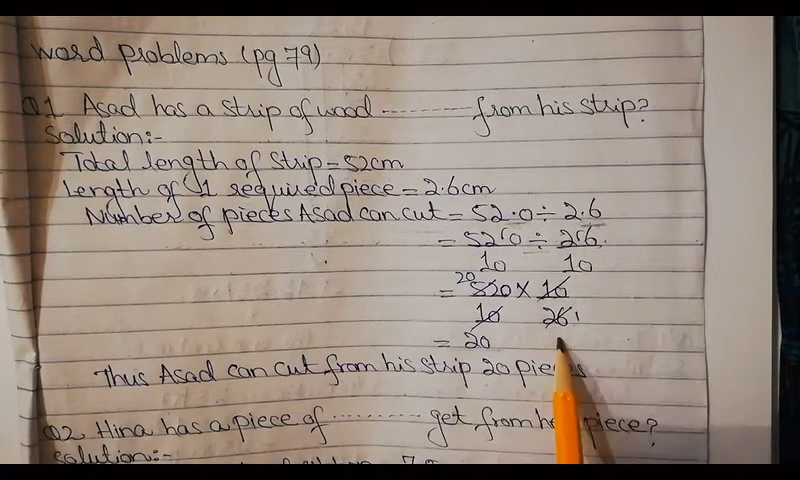 word problems (pg 79)
Q1 Asad has a strip of wood ---------- from his strip?
Solution:-
Total length of strip = 52cm
Length of 1 required piece = 2.6cm
Number of pieces Asad can cut = 52.0 ÷ 2.6
= 520 ÷ 26
10 10
20
= 520 × 10
10 26 1
= 20
Thus Asad can cut from his strip 20 pieces
Q2 Hina has a piece of ---------- get from her piece?
Solution:-